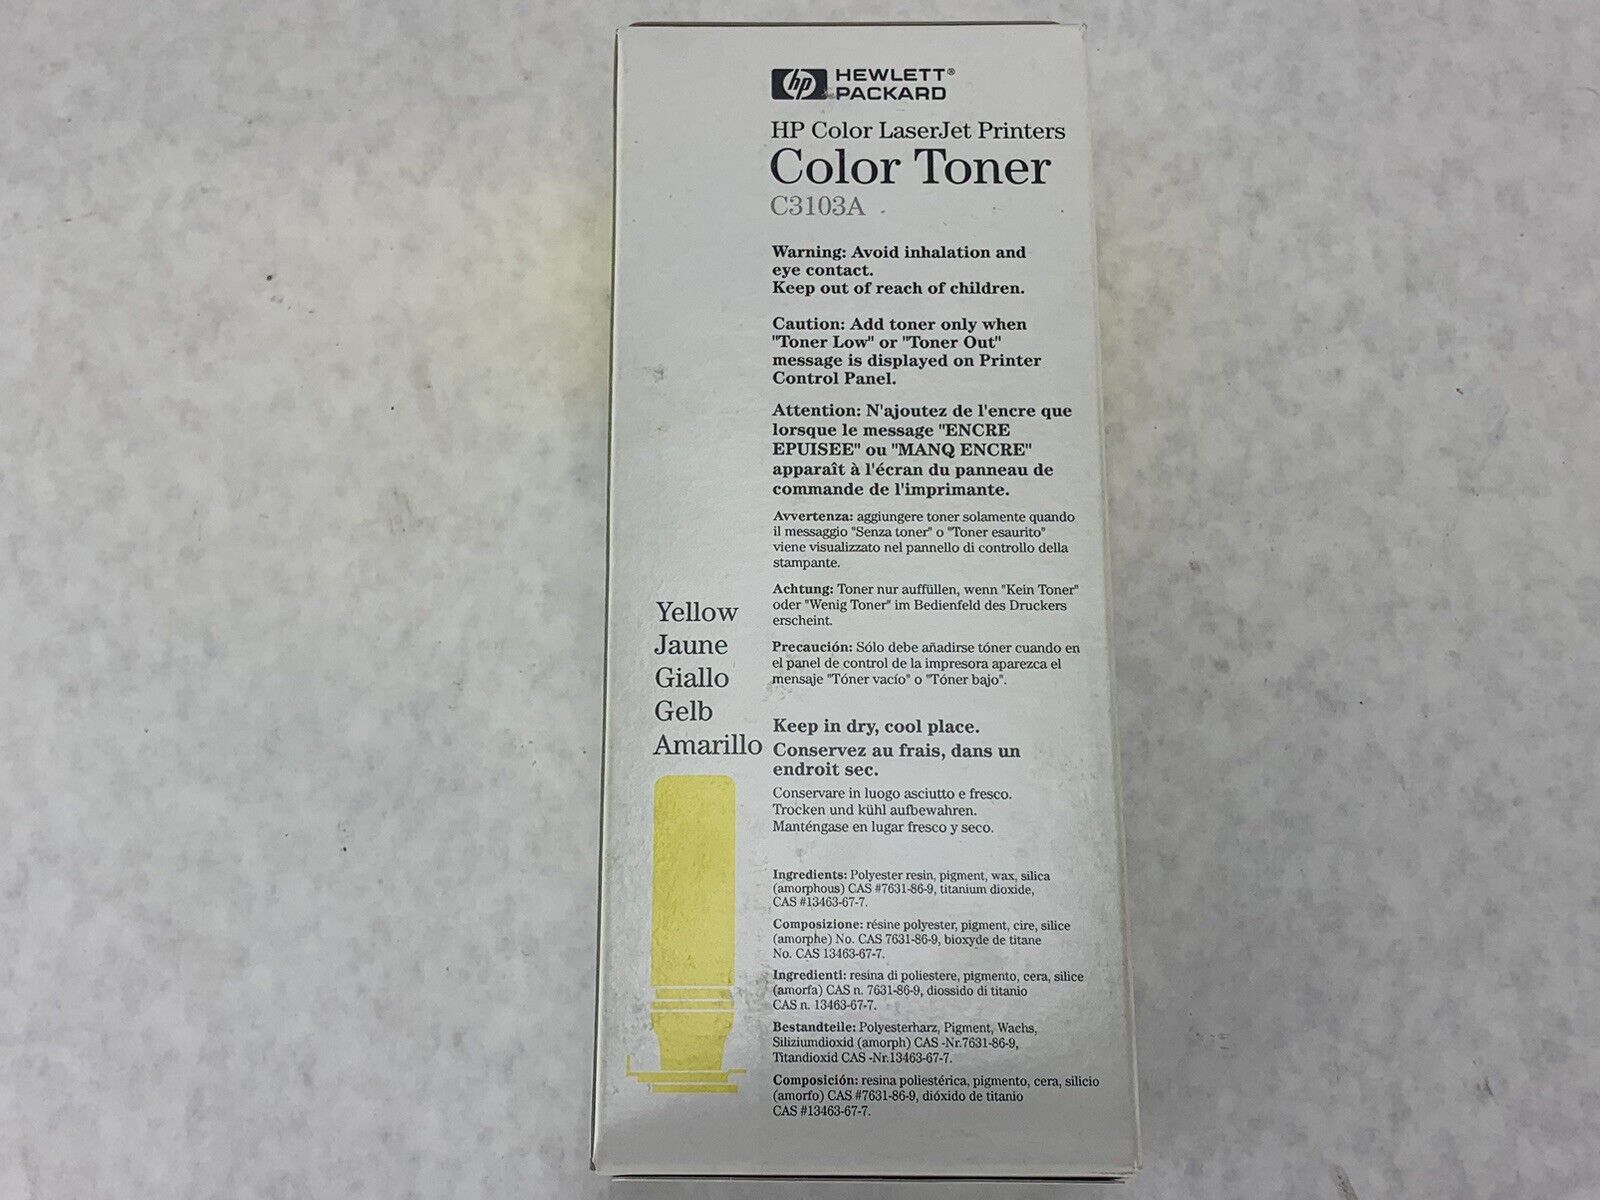 hp HEWLETT®
PACKARD
HP Color LaserJet Printers
Color Toner
C3103A
Warning: Avoid inhalation and
eye contact.
Keep out of reach of children.
Caution: Add toner only when
"Toner Low" or "Toner Out"
message is displayed on Printer
Control Panel.
Attention: N'ajoutez de l'encre que
lorsque le message "ENCRE
EPUISEE" ou "MANQ ENCRE"
apparaît à l'écran du panneau de
commande de l'imprimante.
Avvertenza: aggiungere toner solamente quando
il messaggio "Senza toner" o "Toner esaurito"
viene visualizzato nel pannello di controllo della
stampante.
Achtung: Toner nur auffüllen, wenn "Kein Toner"
oder "Wenig Toner" im Bedienfeld des Druckers
erscheint.
Precaución: Sólo debe añadirse tóner cuando en
el panel de control de la impresora aparezca el
mensaje "Tóner vacío" o "Tóner bajo".
Yellow
Jaune
Giallo
Gelb
Amarillo
Keep in dry, cool place.
Conservez au frais, dans un
endroit sec.
Conservare in luogo asciutto e fresco.
Trocken und kühl aufbewahren.
Manténgase en lugar fresco y seco.
Ingredients: Polyester resin, pigment, wax, silica
(amorphous) CAS #7631-86-9, titanium dioxide,
CAS #13463-67-7.
Composizione: résine polyester, pigment, cire, silice
(amorphe) No. CAS 7631-86-9, bioxyde de titane
No. CAS 13463-67-7.
Ingredienti: resina di poliestere, pigmento, cera, silice
(amorfa) CAS n. 7631-86-9, diossido di titanio
CAS n. 13463-67-7.
Bestandteile: Polyesterharz, Pigment, Wachs,
Siliziumdioxid (amorph) CAS -Nr.7631-86-9,
Titandioxid CAS -Nr.13463-67-7.
Composición: resina poliestérica, pigmento, cera, silicio
(amorfo) CAS #7631-86-9, dióxido de titanio
CAS #13463-67-7.